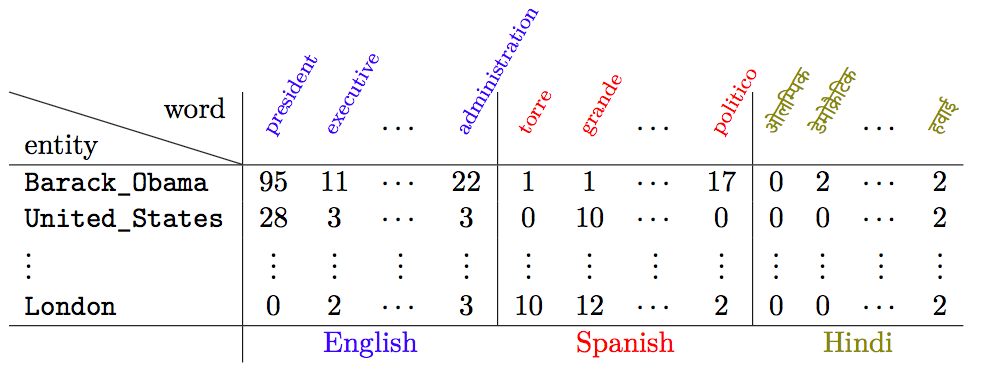 president executive ... administration torre grande ... politico ओलम्पिक डेमोक्रैटिक ... हवाई
word
entity
Barack_Obama 95 11 ... 22 1 1 ... 17 0 2 ... 2
United_States 28 3 ... 3 0 10 ... 0 0 0 ... 2
⋮ ⋮ ⋮ ⋮ ⋮ ⋮ ⋮ ⋮ ⋮ ⋮ ⋮ ⋮ ⋮
London 0 2 ... 3 10 12 ... 2 0 0 ... 2
English Spanish Hindi